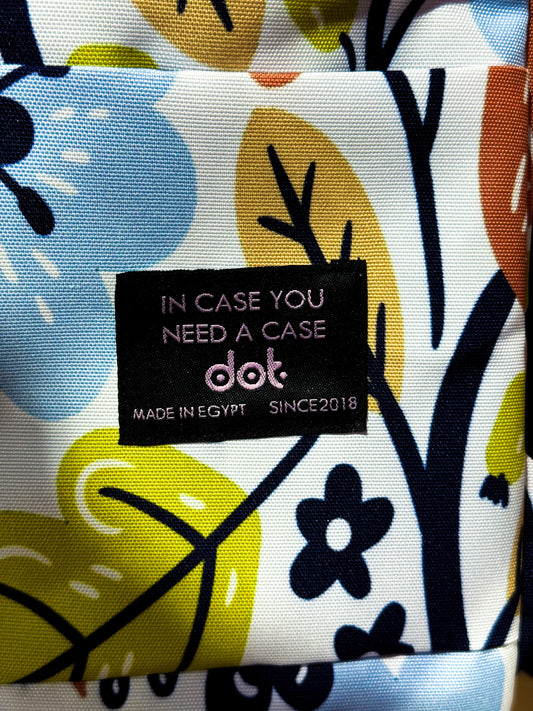 IN CASE YOU
NEED A CASE
dot.
MADE IN EGYPT SINCE2018